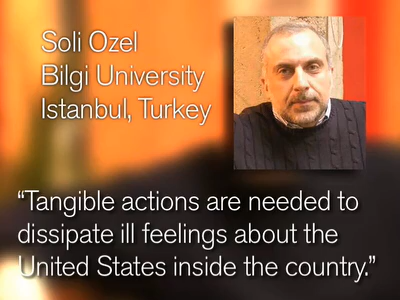 Soli Ozel
Bilgi University
Istanbul, Turkey
“Tangible actions are needed to
dissipate ill feelings about the
United States inside the country.”